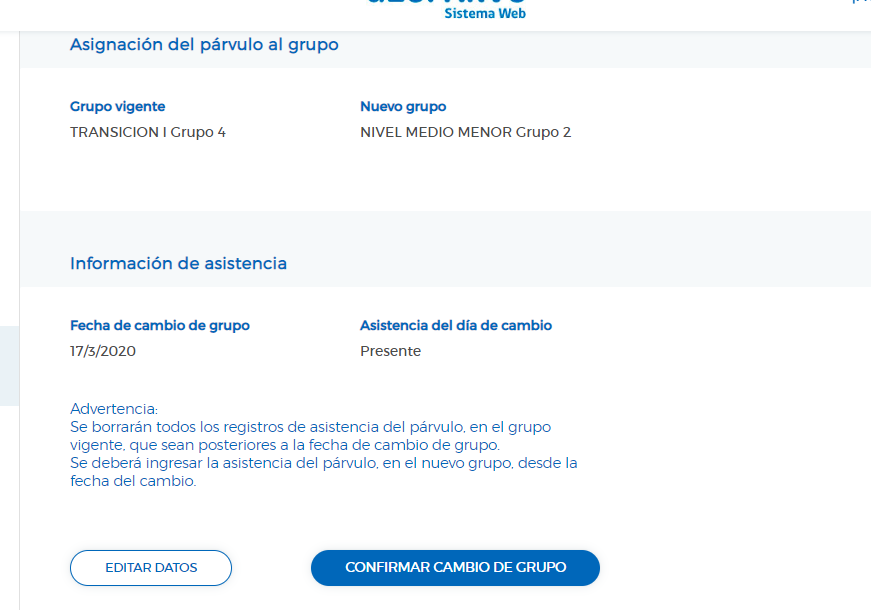 Sistema Web
Asignación del párvulo al grupo
Grupo vigente
Nuevo grupo
TRANSICION I Grupo 4
NIVEL MEDIO MENOR Grupo 2
Información de asistencia
Fecha de cambio de grupo
Asistencia del día de cambio
17/3/2020
Presente
Advertencia:
Se borrarán todos los registros de asistencia del párvulo, en el grupo
vigente, que sean posteriores a la fecha de cambio de grupo.
Se deberá ingresar la asistencia del párvulo, en el nuevo grupo, desde la
fecha del cambio.
EDITAR DATOS
CONFIRMAR CAMBIO DE GRUPO